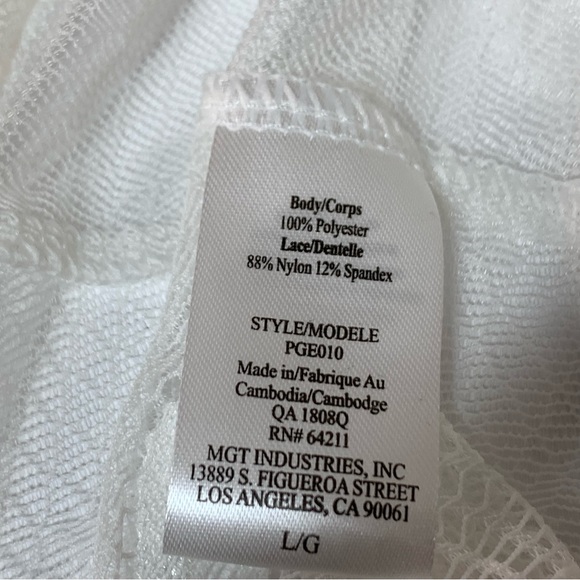 Body/Corps
100% Polyester
Lace/Dentelle
88% Nylon 12% Spandex
STYLE/MODELE
PGE010
Made in/Fabrique Au
Cambodia/Cambodge
QA 1808Q
RN# 64211
MGT INDUSTRIES, INC
13889 S. FIGUEROA STREET
LOS ANGELES, CA 90061
L/G